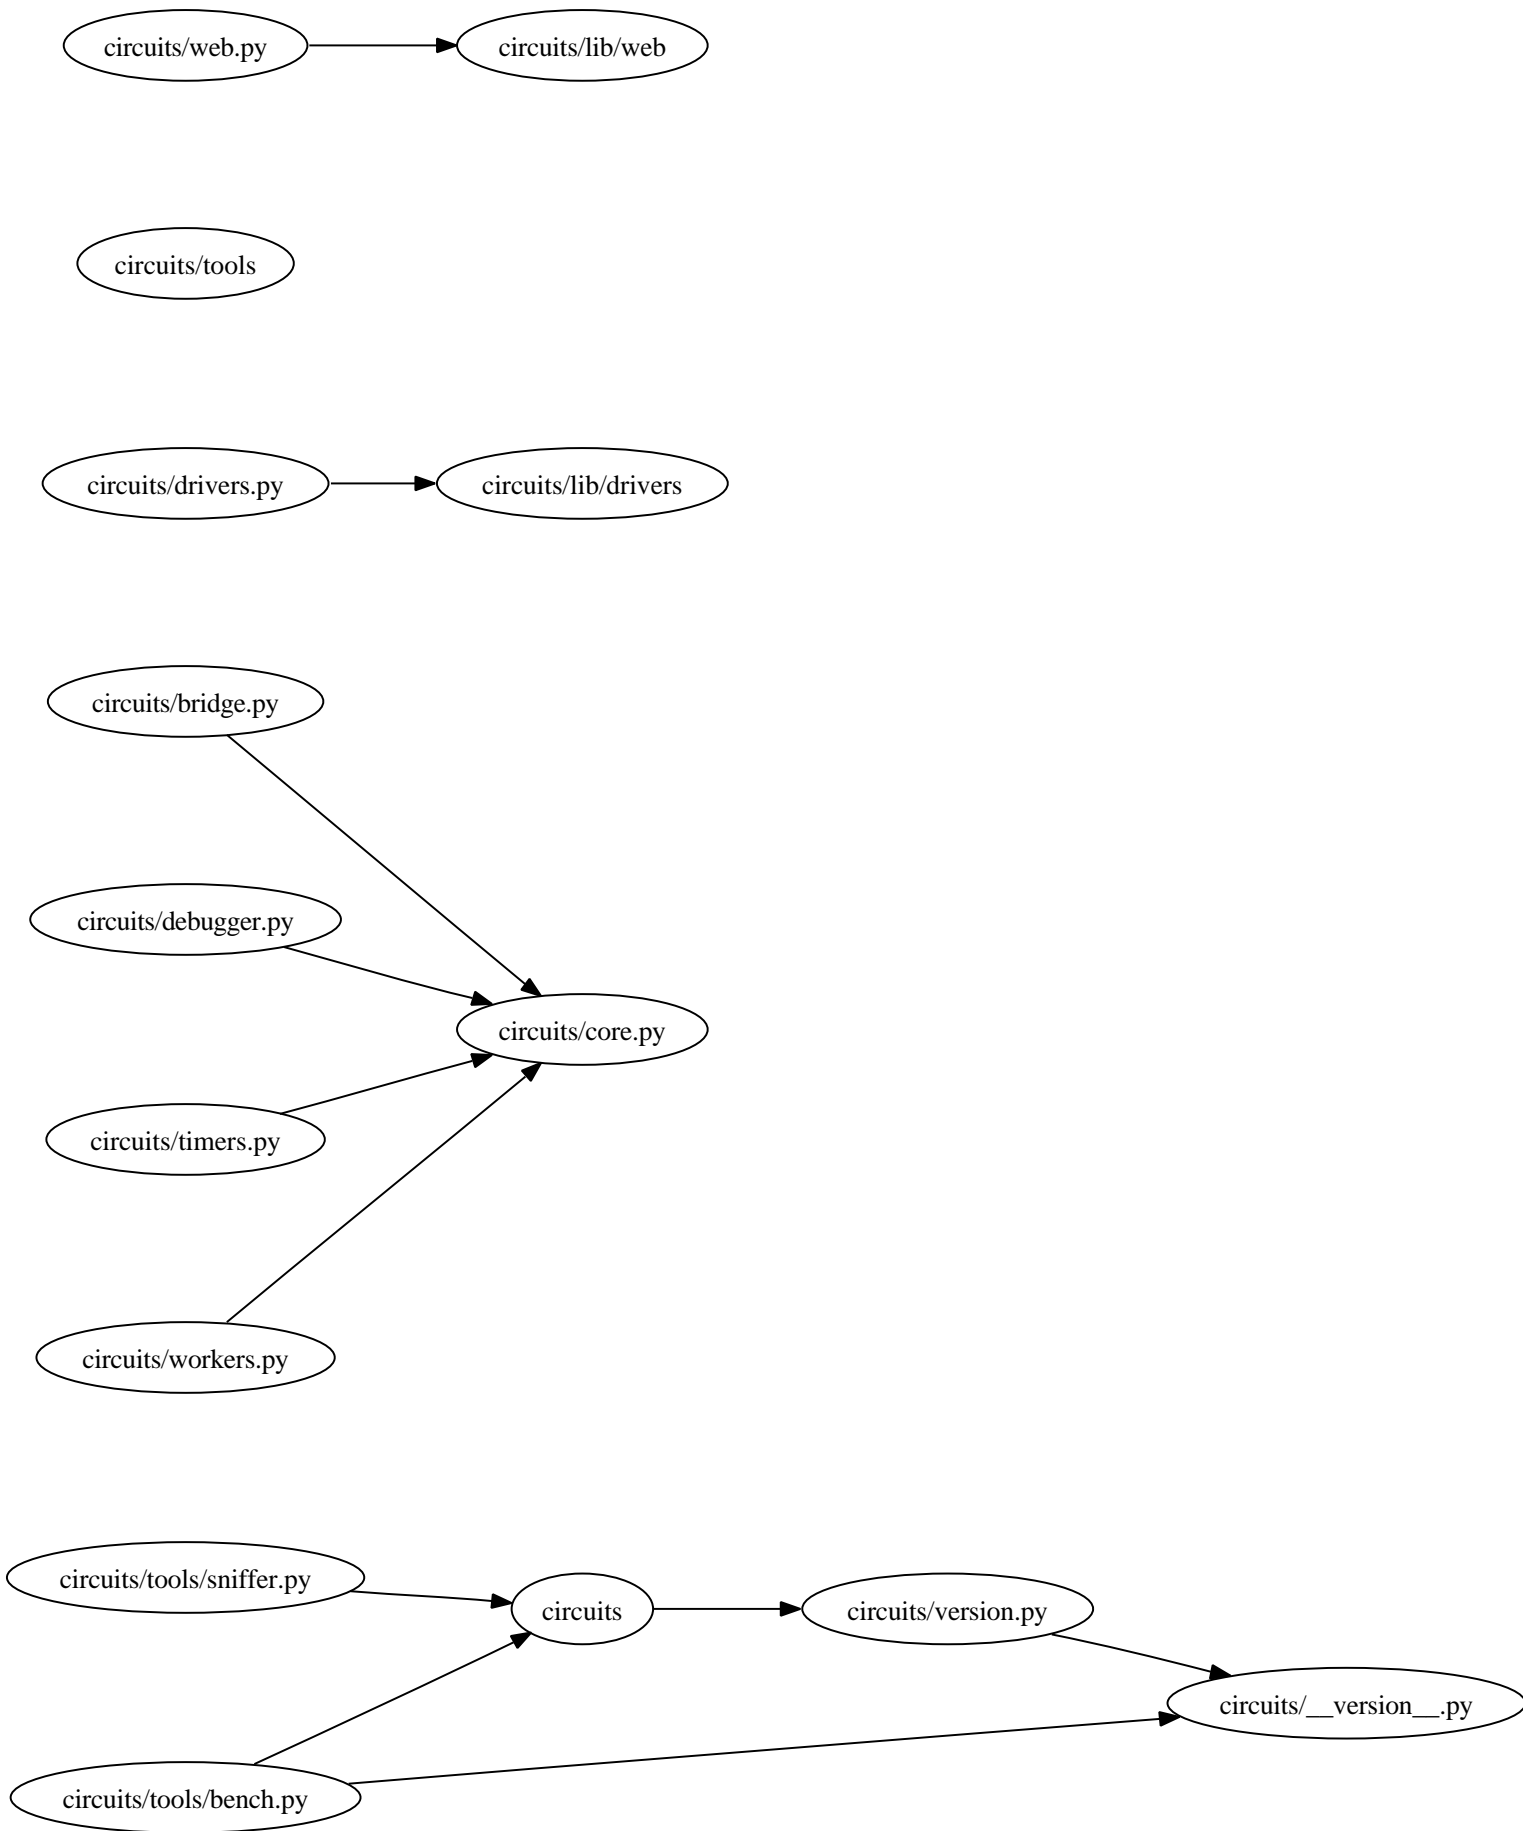 circuits/web.py
circuits/lib/web
circuits/tools
circuits/drivers.py
circuits/lib/drivers
circuits/bridge.py
circuits/debugger.py
circuits/core.py
circuits/timers.py
circuits/workers.py
circuits/tools/sniffer.py
circuits
circuits/version.py
circuits/__version__.py
circuits/tools/bench.py